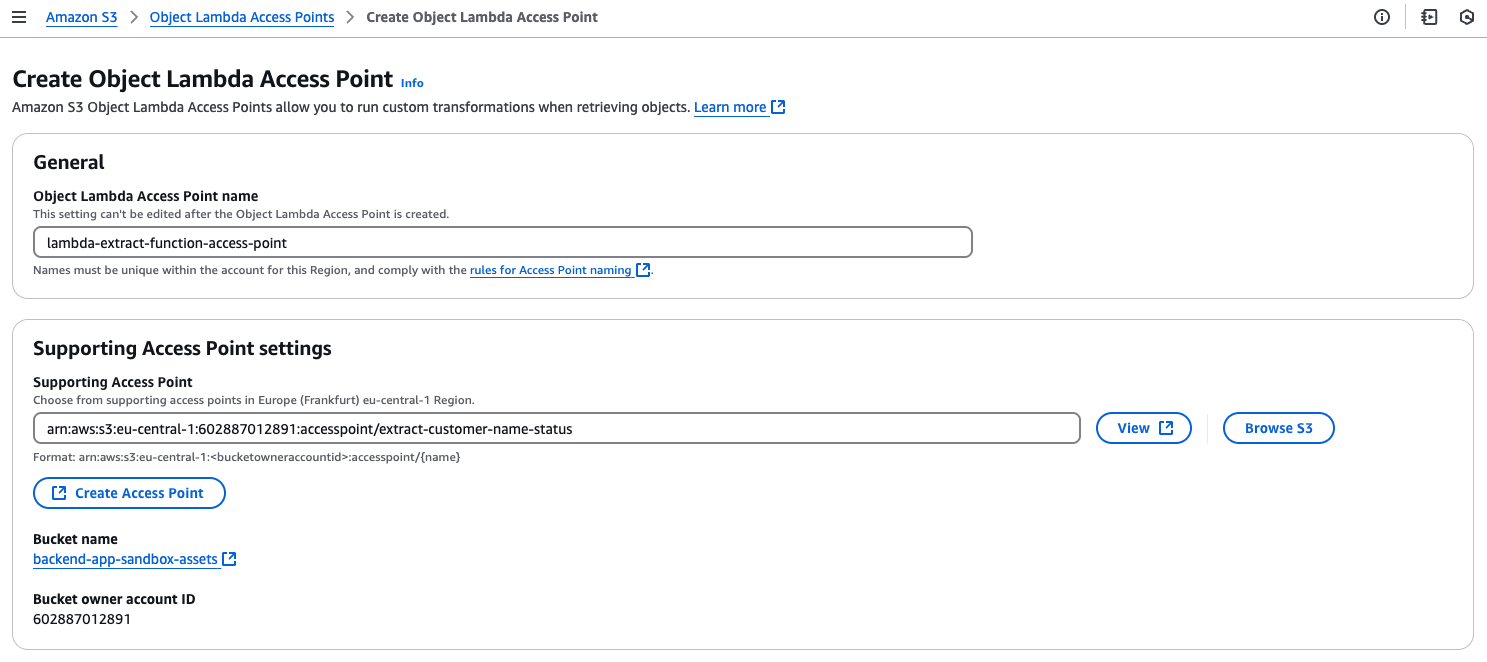 Amazon S3 > Object Lambda Access Points > Create Object Lambda Access Point
Create Object Lambda Access Point Info
Amazon S3 Object Lambda Access Points allow you to run custom transformations when retrieving objects. Learn more
General
Object Lambda Access Point name
This setting can't be edited after the Object Lambda Access Point is created.
lambda-extract-function-access-point
Names must be unique within the account for this Region, and comply with the rules for Access Point naming.
Supporting Access Point settings
Supporting Access Point
Choose from supporting access points in Europe (Frankfurt) eu-central-1 Region.
arn:aws:s3:eu-central-1:602887012891:accesspoint/extract-customer-name-status View Browse S3
Format: arn:aws:s3:eu-central-1:<bucketowneraccountid>:accesspoint/{name}
Create Access Point
Bucket name
backend-app-sandbox-assets
Bucket owner account ID
602887012891